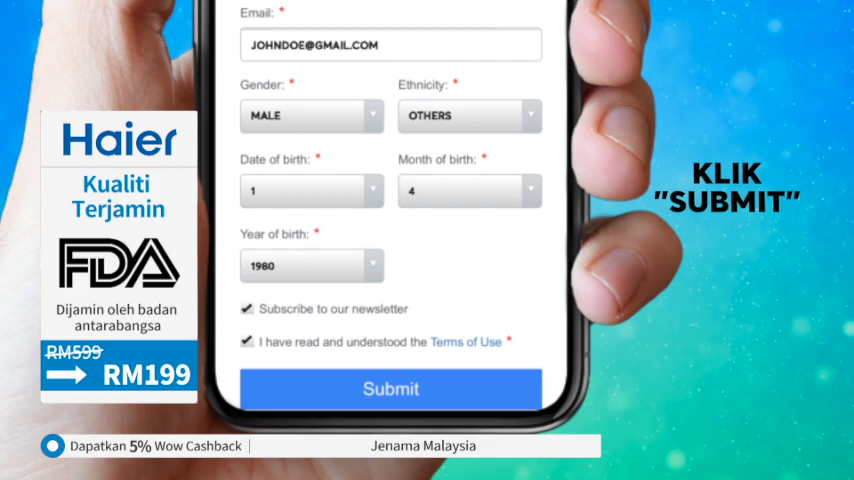 Email: *
JOHNDOE@GMAIL.COM
Gender: *
Ethnicity: *
MALE
OTHERS
Date of birth: *
Month of birth: *
1
4
Year of birth: *
1980
Subscribe to our newsletter
I have read and understood the Terms of Use *
Submit
Haier
Kualiti
Terjamin
FDA
Dijamin oleh badan
antarabangsa
RM599
RM199
KLIK
"SUBMIT"
Dapatkan 5% Wow Cashback
Jenama Malaysia